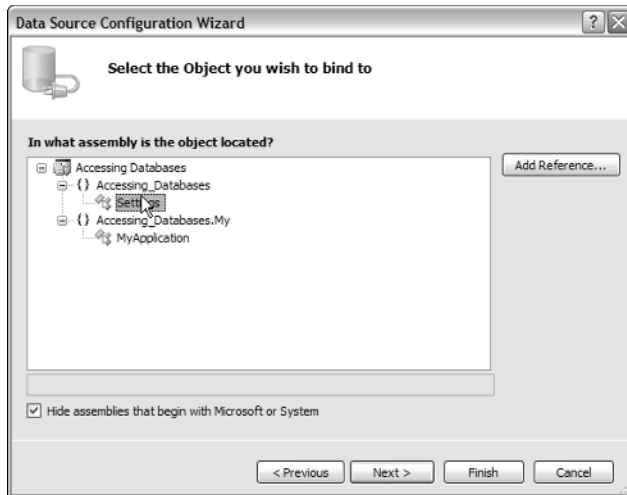 Data Source Configuration Wizard
Select the Object you wish to bind to
In what assembly is the object located?
Accessing Databases
{} Accessing_Databases
Settings
{} Accessing_Databases.My
MyApplication
Add Reference...
Hide assemblies that begin with Microsoft or System
< Previous Next > Finish Cancel